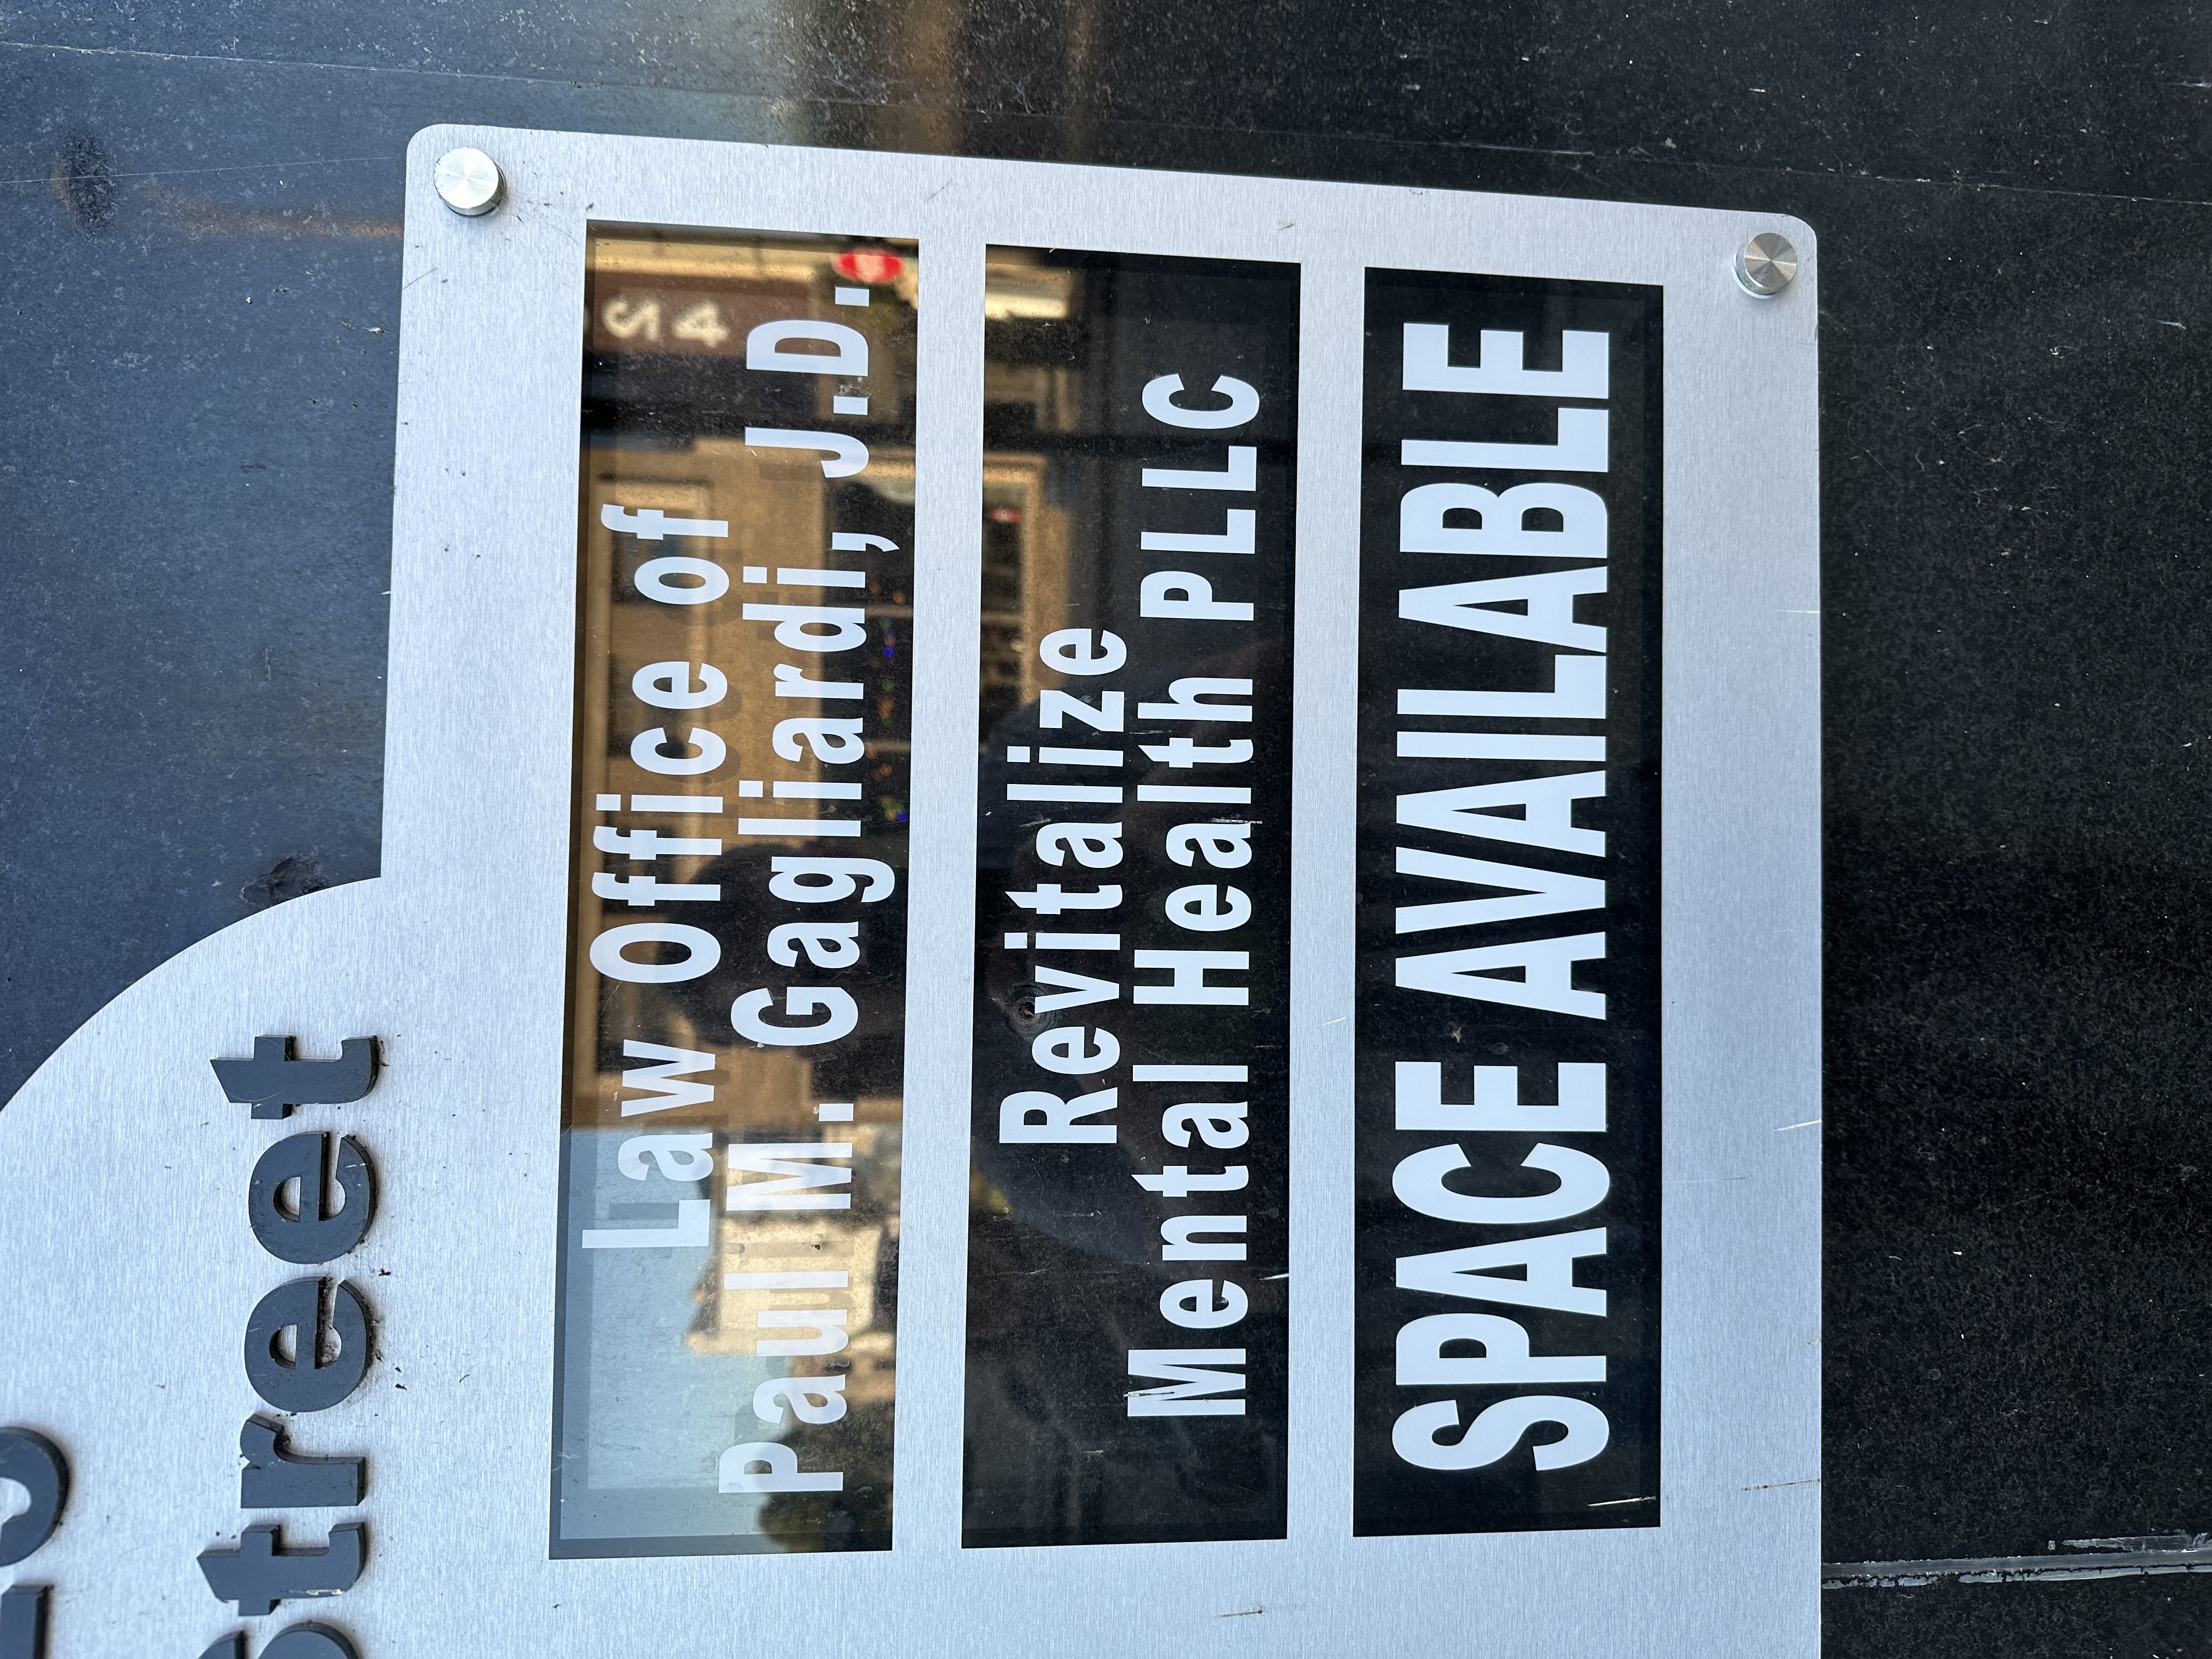 Street
Law Office of
Paul M. Gagliardi, J.D.
Revitalize
Mental Health PLLC
SPACE AVAILABLE